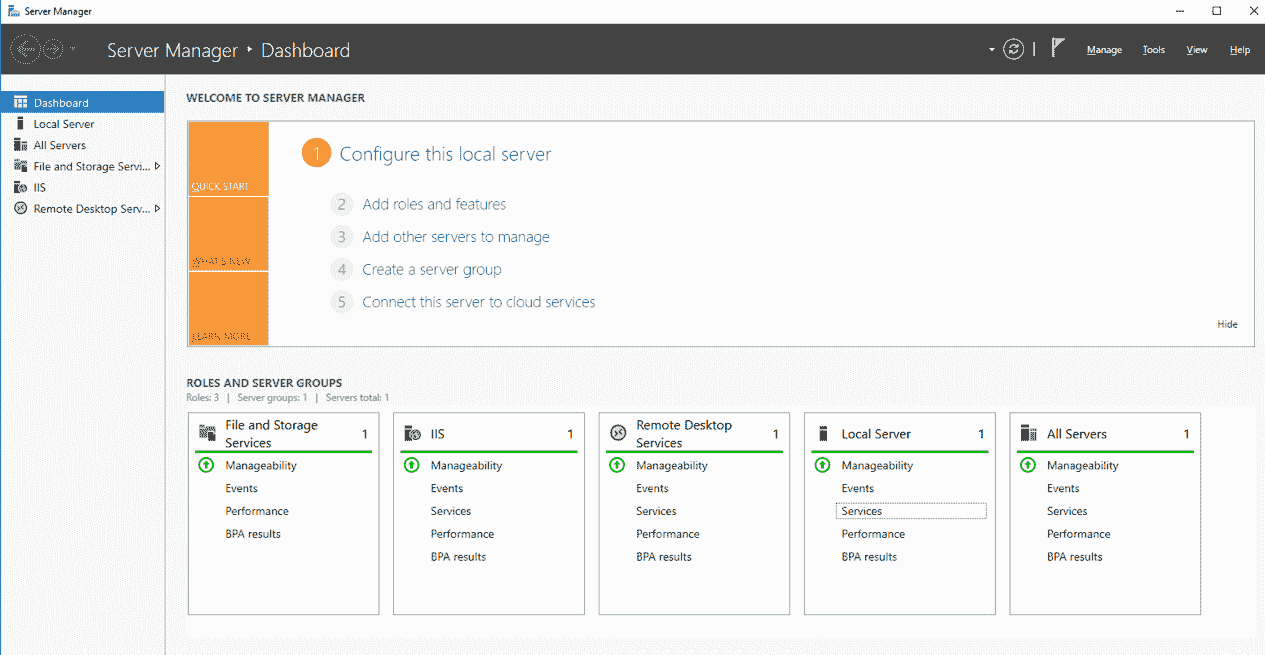 Server Manager
Server Manager ‣ Dashboard
Manage Tools View Help
Dashboard
Local Server
All Servers
File and Storage Servi...
IIS
Remote Desktop Serv...
WELCOME TO SERVER MANAGER
QUICK START
WHAT'S NEW
LEARN MORE
1 Configure this local server
2 Add roles and features
3 Add other servers to manage
4 Create a server group
5 Connect this server to cloud services
Hide
ROLES AND SERVER GROUPS
Roles: 3 | Server groups: 1 | Servers total: 1
File and Storage
Services 1
Manageability
Events
Performance
BPA results
IIS 1
Manageability
Events
Services
Performance
BPA results
Remote Desktop
Services 1
Manageability
Events
Services
Performance
BPA results
Local Server 1
Manageability
Events
Services
Performance
BPA results
All Servers 1
Manageability
Events
Services
Performance
BPA results